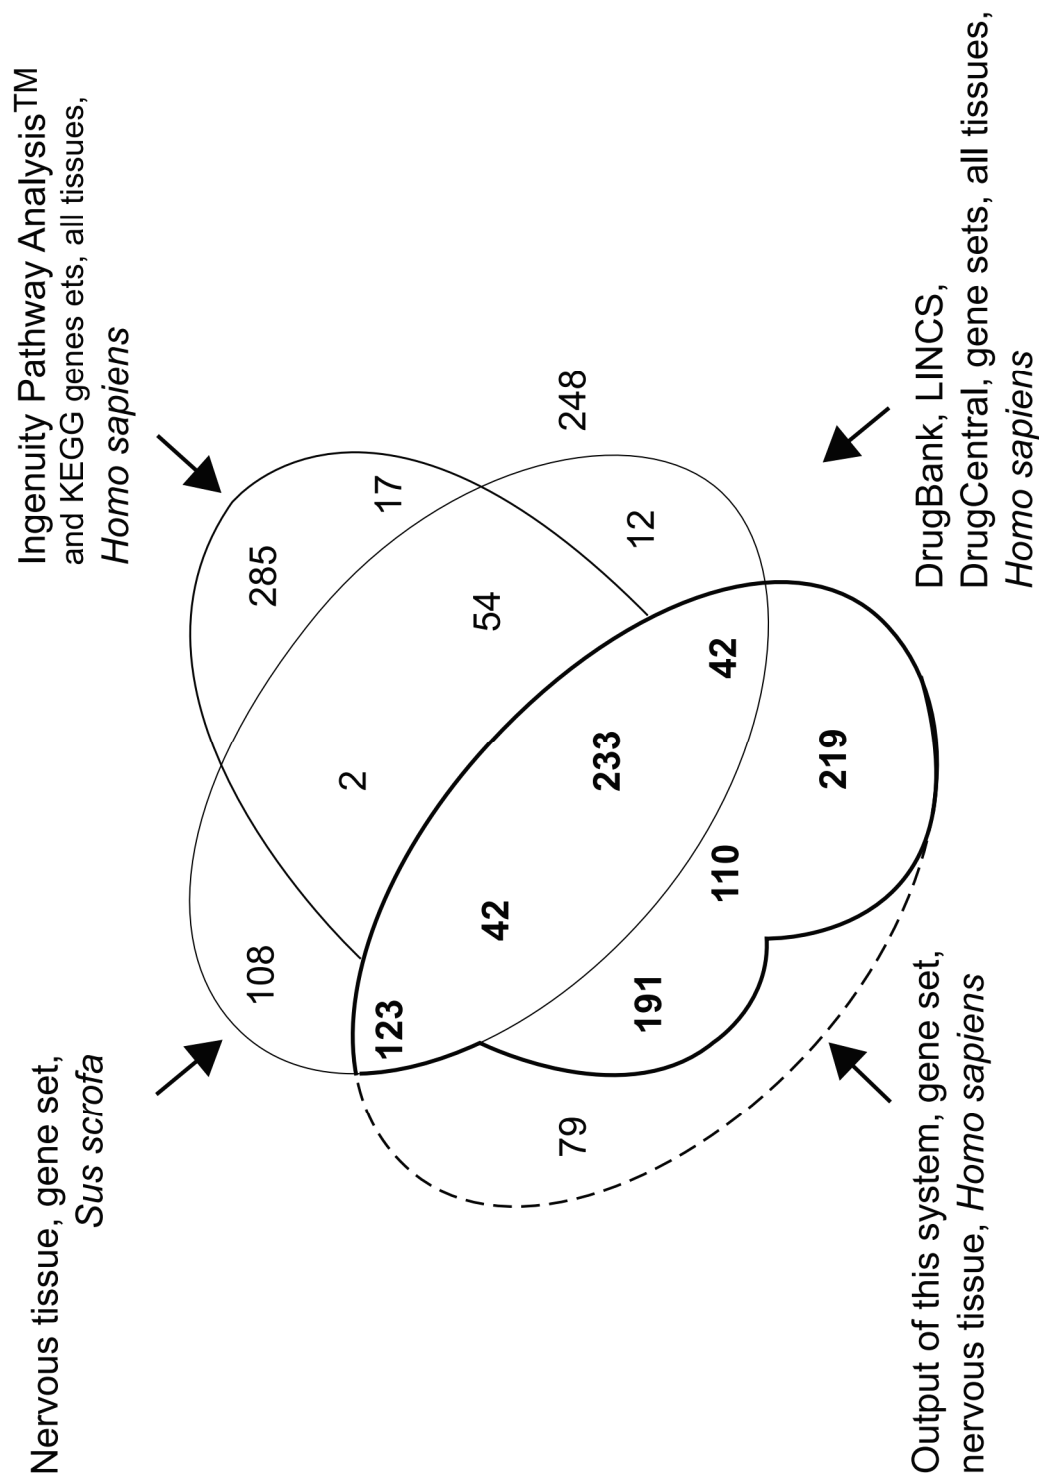 Nervous tissue, gene set,
Sus scrofa
Ingenuity Pathway Analysis™
and KEGG genes ets, all tissues,
Homo sapiens
108
285
2
123
17
42
54
79
248
233
12
191
110
42
219
Output of this system, gene set,
nervous tissue, Homo sapiens
DrugBank, LINCS,
DrugCentral, gene sets, all tissues,
Homo sapiens